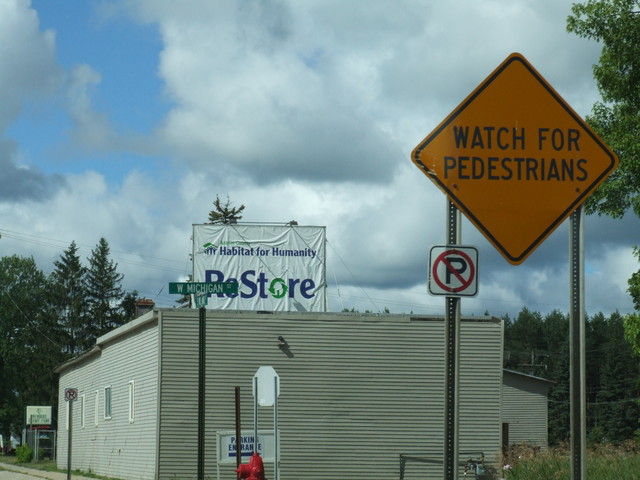 WATCH FOR
PEDESTRIANS
Habitat for Humanity
ReStore
W MICHIGAN
P
PARKING
ENTRANCE